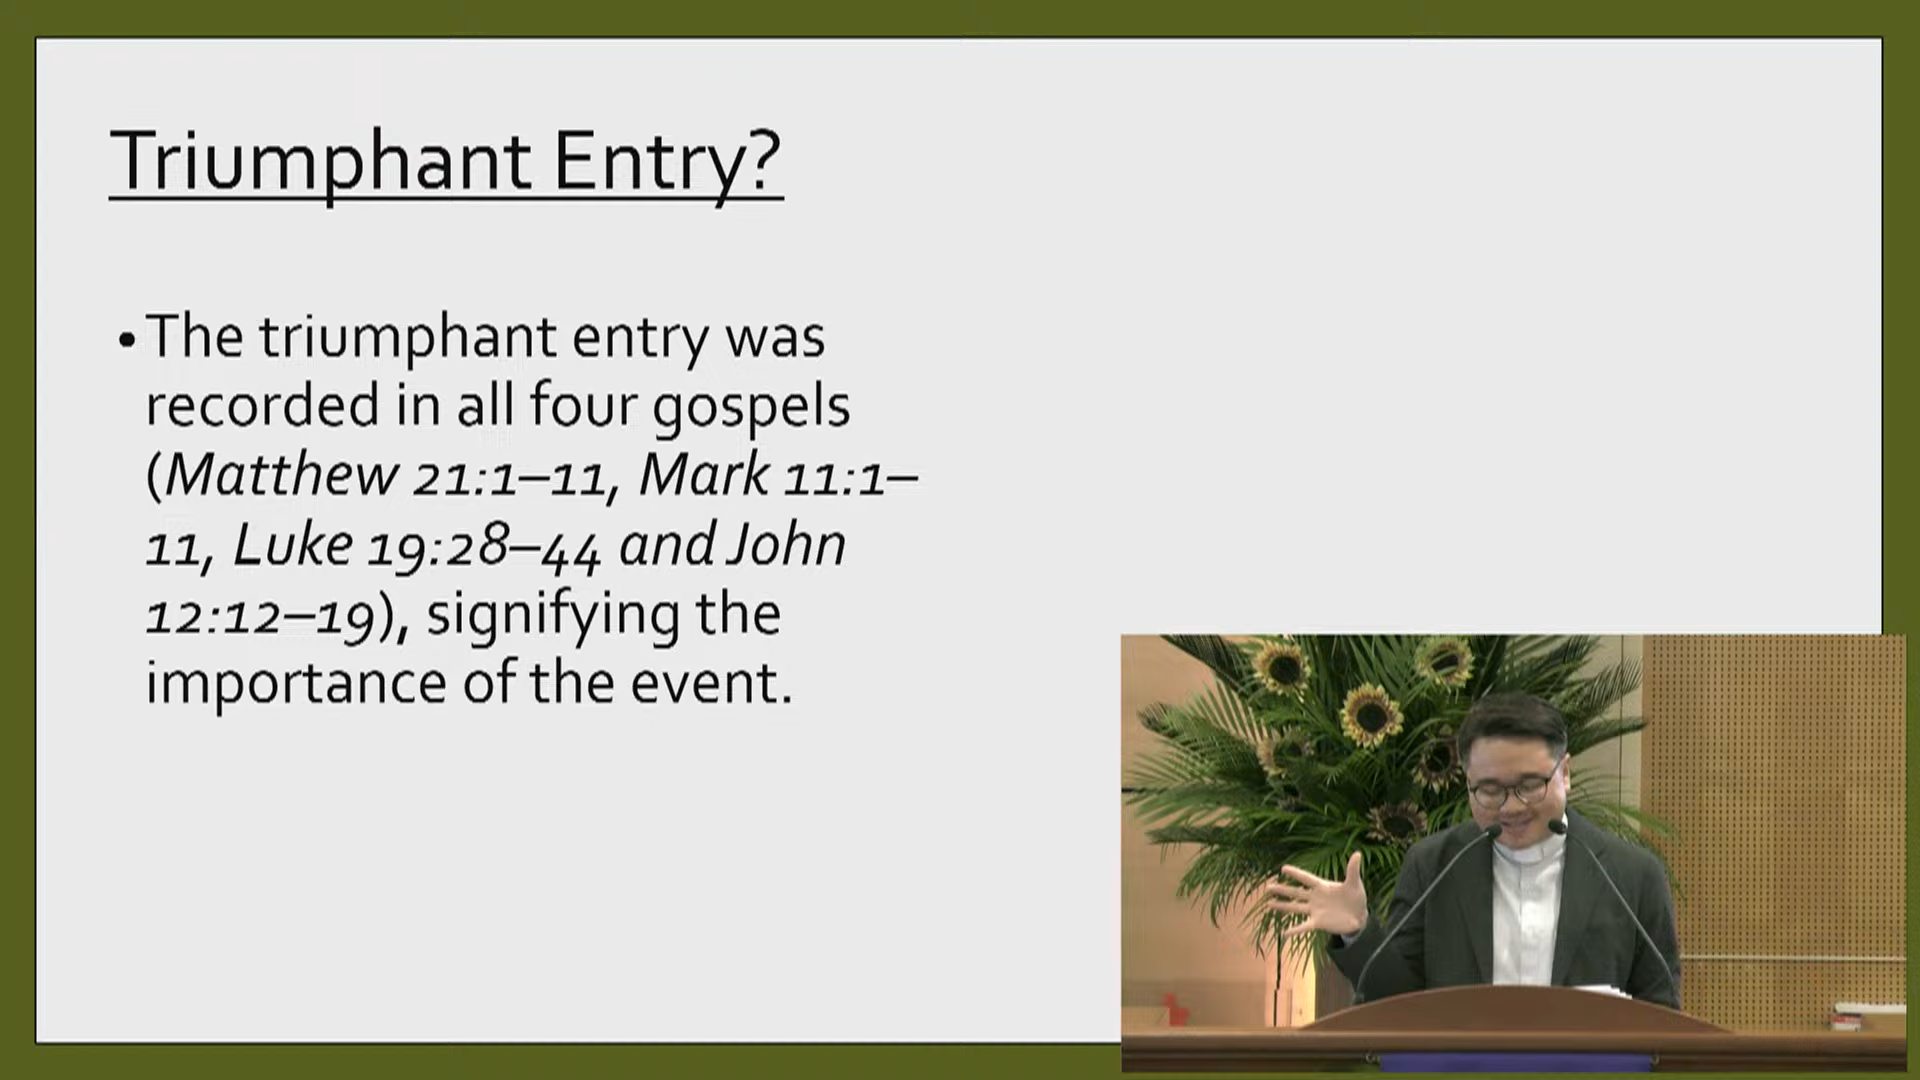 Triumphant Entry?
• The triumphant entry was
recorded in all four gospels
(Matthew 21:1–11, Mark 11:1–
11, Luke 19:28–44 and John
12:12–19), signifying the
importance of the event.